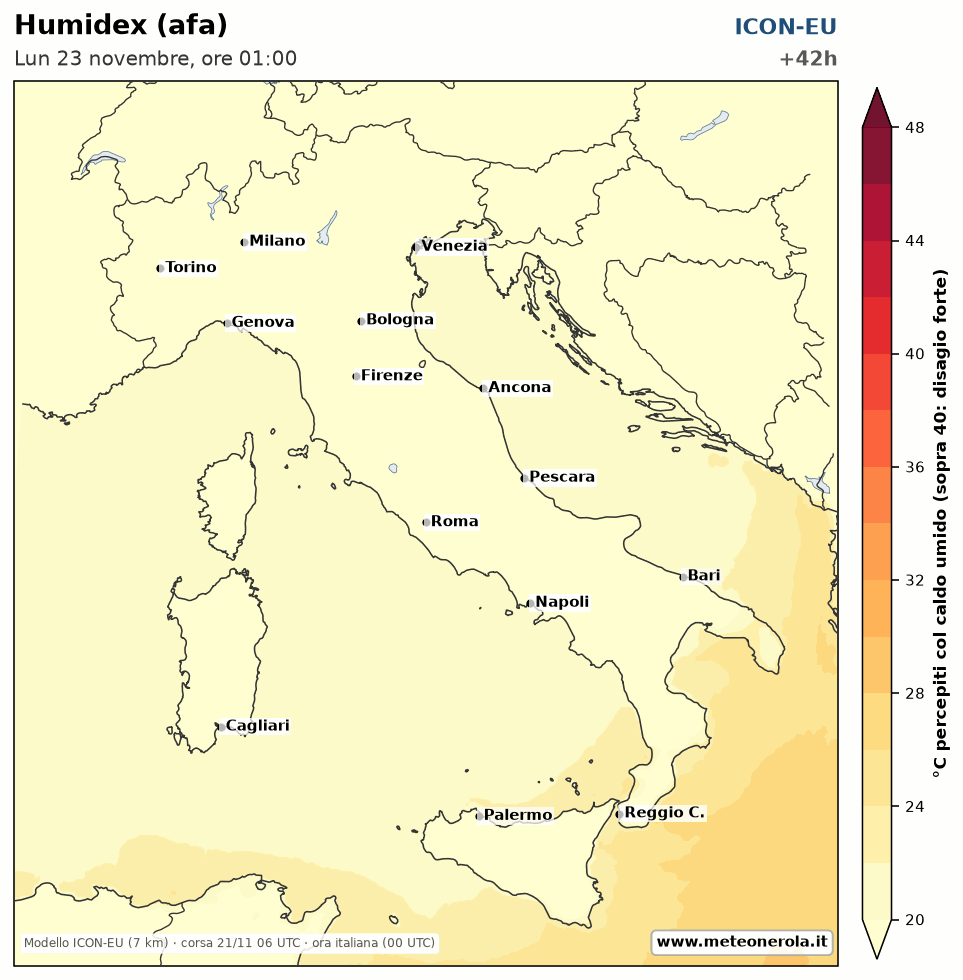 Humidex (afa)
ICON-EU
Lun 23 novembre, ore 01:00
+42h
Milano
Venezia
Torino
Genova
Bologna
Firenze
Ancona
Pescara
Roma
Bari
Napoli
Cagliari
Palermo
Reggio C.
48
44
40
36
32
28
24
20
°C percepiti col caldo umido (sopra 40: disagio forte)
Modello ICON-EU (7 km) · corsa 21/11 06 UTC · ora italiana (00 UTC)
www.meteonerola.it